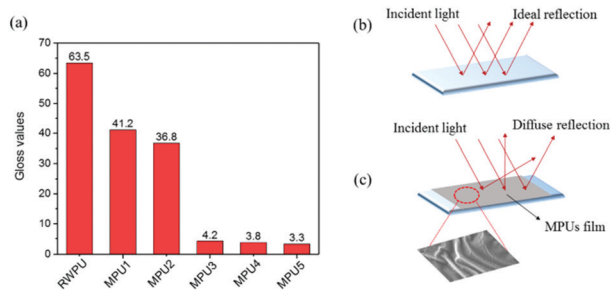 (a)
Gloss values
70
60
50
40
30
20
10
0
63.5
41.2
36.8
4.2
3.8
3.3
RWPU
MPU1
MPU2
MPU3
MPU4
MPU5
(b)
Incident light
Ideal reflection
Incident light
Diffuse reflection
(c)
MPUs film